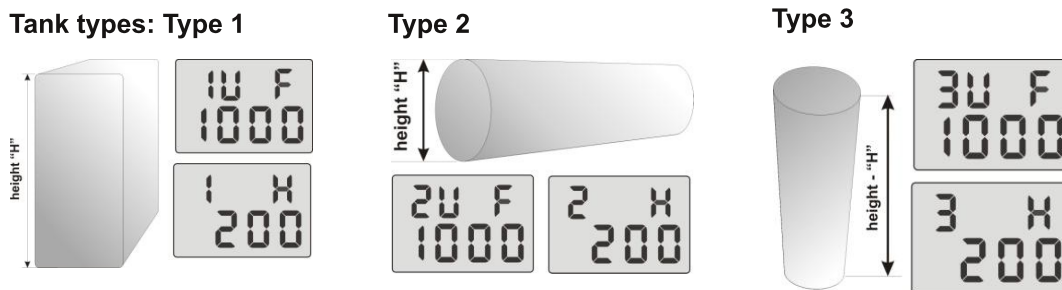 Tank types: Type 1
height "H"
1U F
1000
1 H
200
Type 2
height "H"
2U F
1000
2 H
200
Type 3
height - "H"
3U F
1000
3 H
200